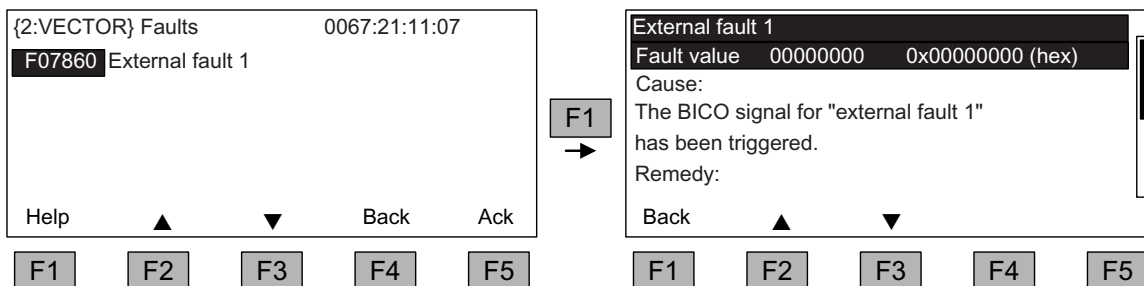 {2:VECTOR} Faults 0067:21:11:07
F07860 External fault 1
Help ▲ ▼ Back Ack
F1 F2 F3 F4 F5
F1
External fault 1
Fault value 00000000 0x00000000 (hex)
Cause:
The BICO signal for "external fault 1"
has been triggered.
Remedy:
Back ▲ ▼
F1 F2 F3 F4 F5